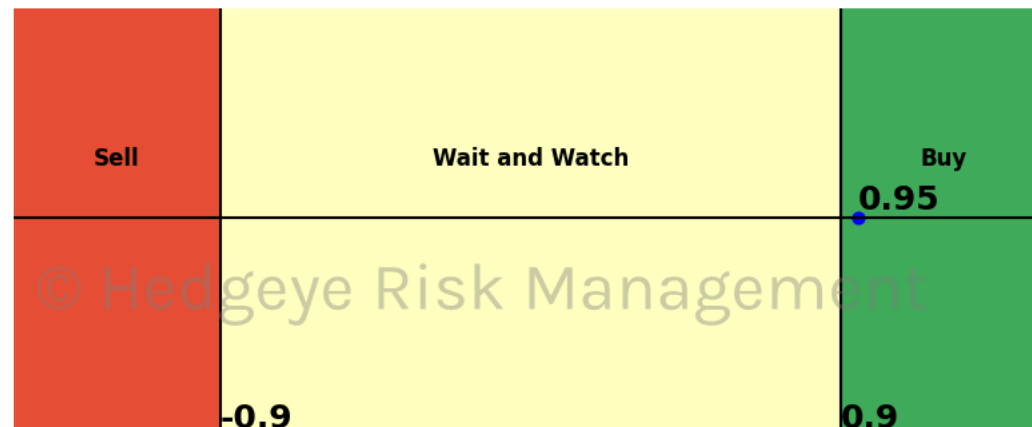 Sell
Wait and Watch
Buy
0.95
© Hedgeye Risk Management
-0.9
0.9